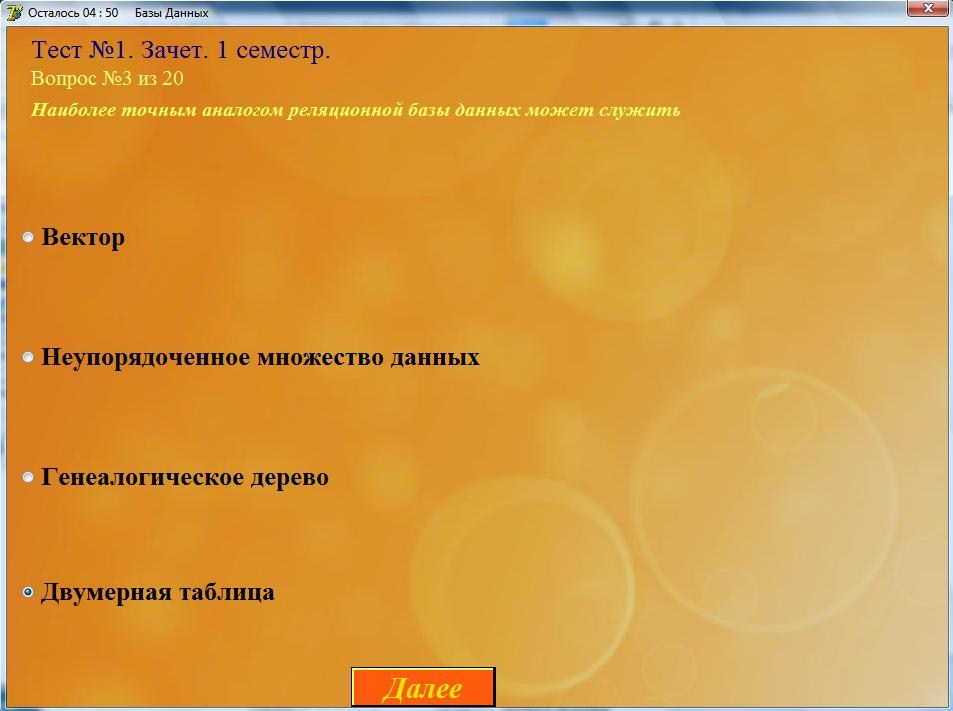 Осталось 04 : 50 Базы Данных
Тест №1. Зачет. 1 семестр.
Вопрос №3 из 20
Наиболее точным аналогом реляционной базы данных может служить
Вектор
Неупорядоченное множество данных
Генеалогическое дерево
Двумерная таблица
Далее